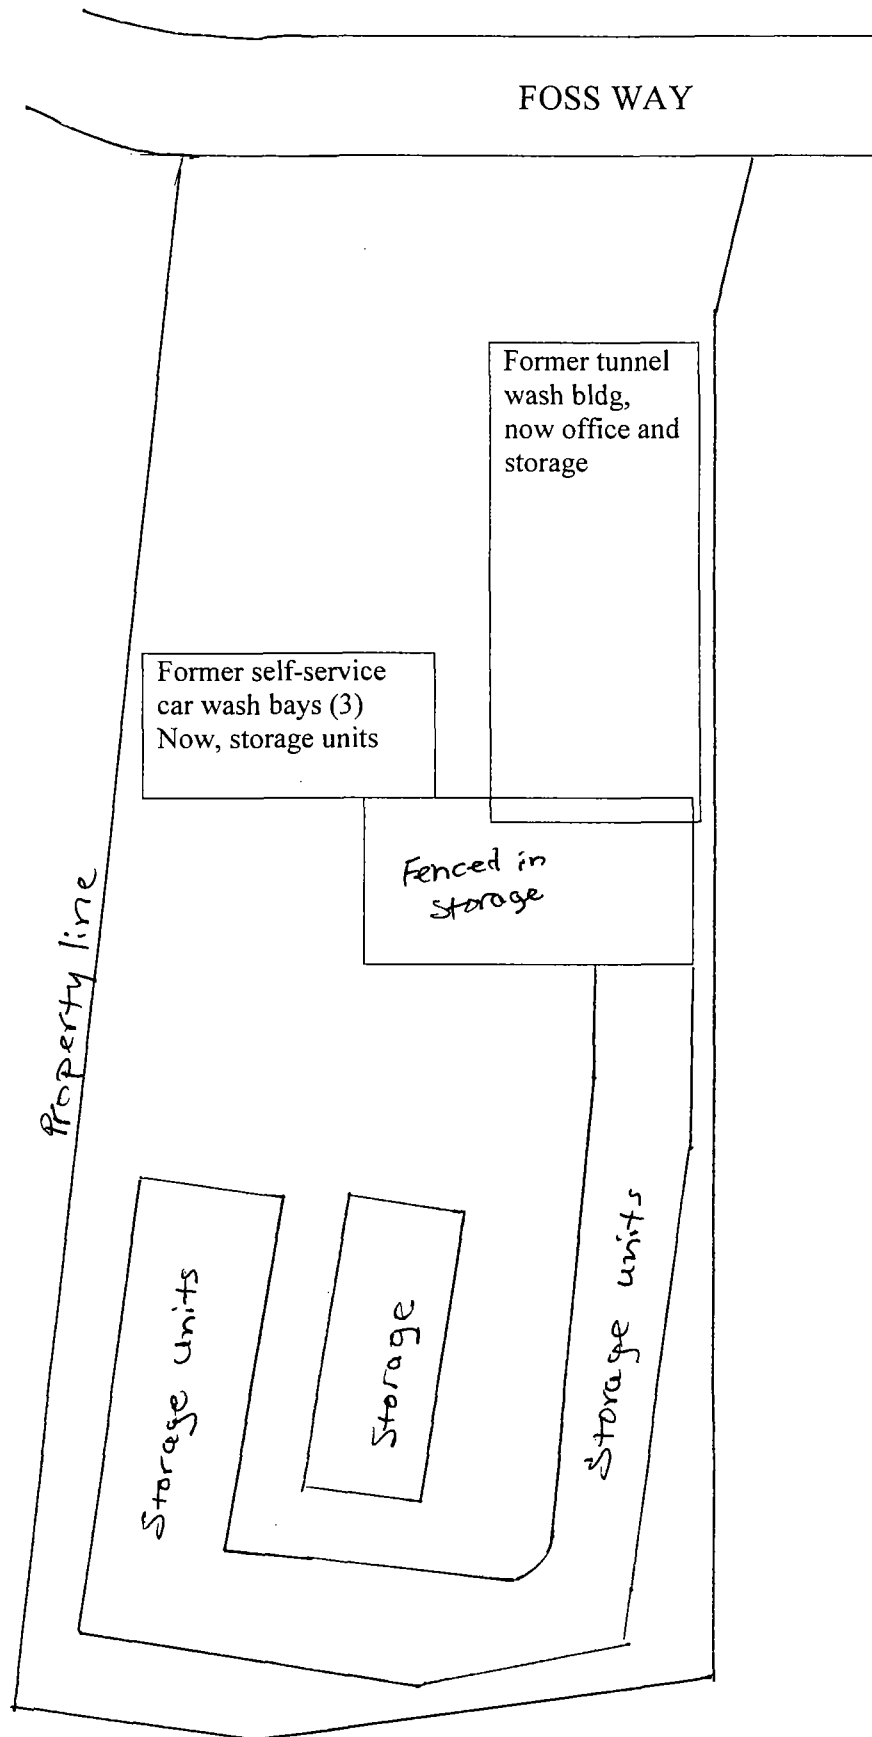 FOSS WAY
Former tunnel
wash bldg,
now office and
storage
Former self-service
car wash bays (3)
Now, storage units
Fenced in
storage
Property line
Storage units
Storage
Storage units